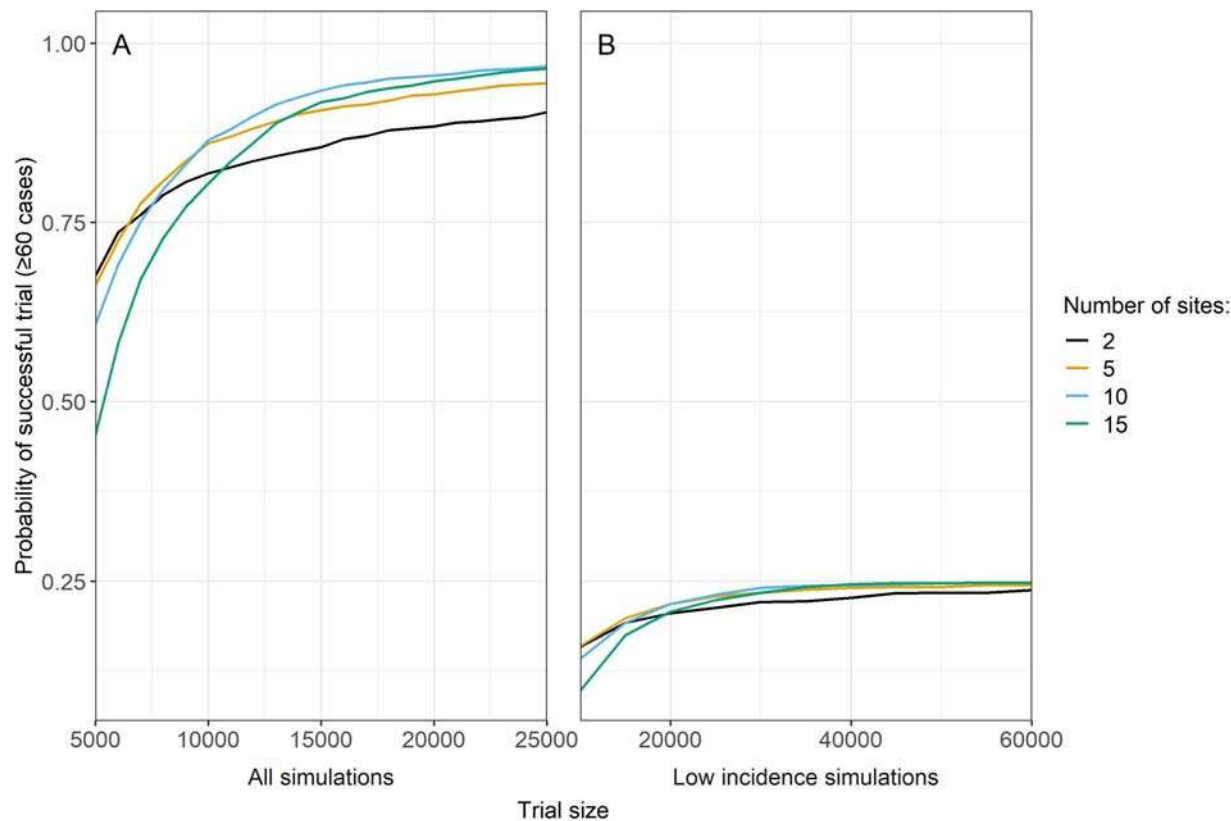 A
B
Probability of successful trial (≥60 cases)
1.00
0.75
0.50
0.25
5000 10000 15000 20000 25000
20000 40000 60000
All simulations
Low incidence simulations
Trial size
Number of sites:
2
5
10
15